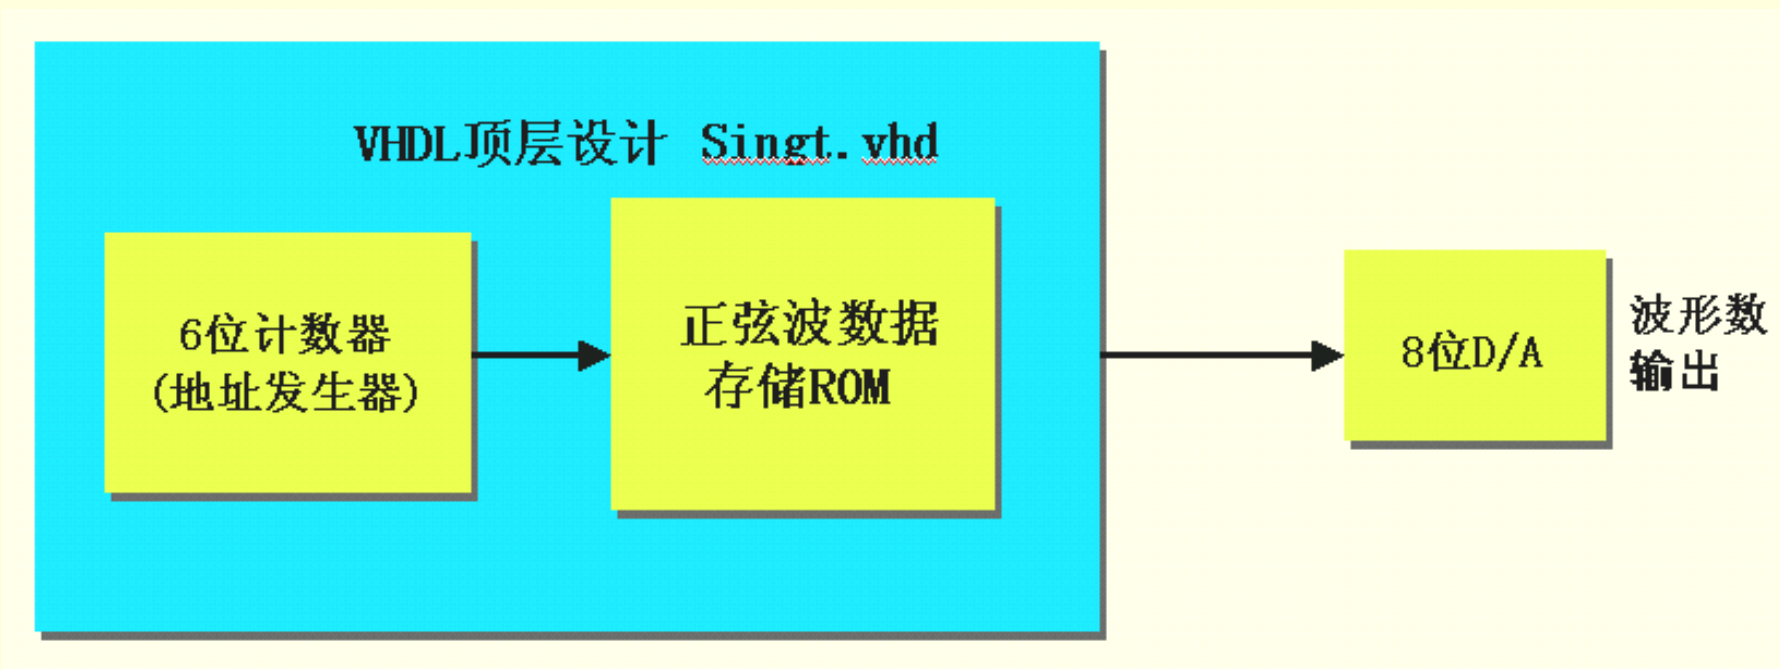 VHDL顶层设计 Singt.vhd
6位计数器
(地址发生器)
正弦波数据
存储ROM
8位D/A
波形数
输出